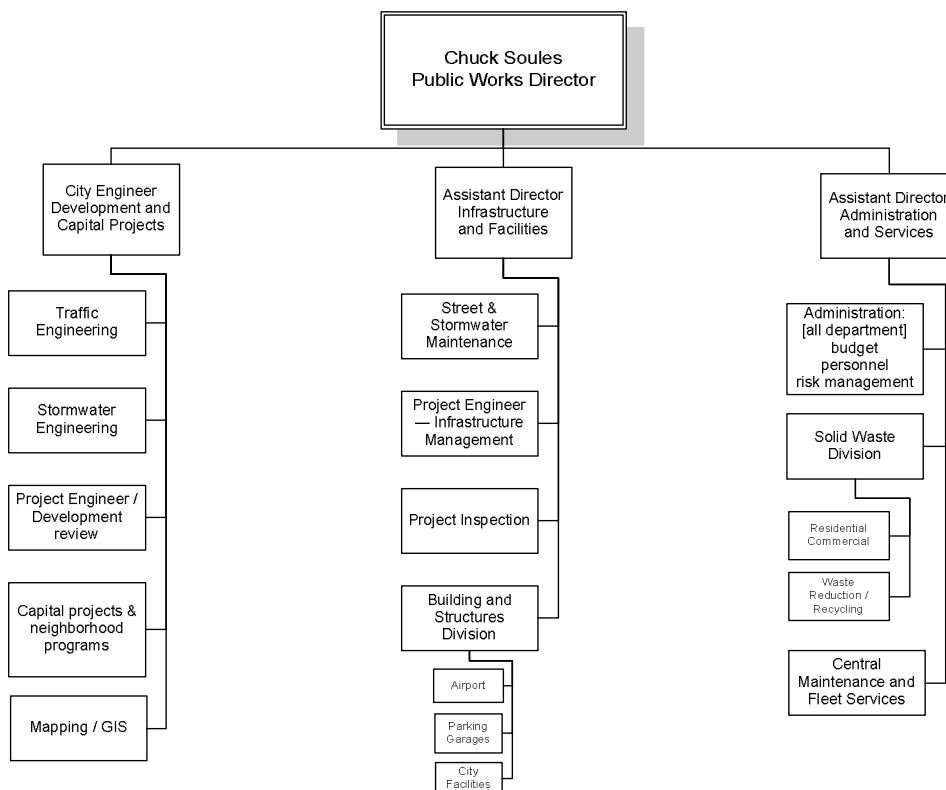 Chuck Soules
Public Works Director
City Engineer
Development and
Capital Projects
Traffic
Engineering
Stormwater
Engineering
Project Engineer /
Development
review
Capital projects &
neighborhood
programs
Mapping / GIS
Assistant Director
Infrastructure
and Facilities
Street &
Stormwater
Maintenance
Project Engineer
— Infrastructure
Management
Project Inspection
Building and
Structures
Division
Airport
Parking
Garages
City
Facilities
Assistant Director
Administration
and Services
Administration:
[all department]
budget
personnel
risk management
Solid Waste
Division
Residential
Commercial
Waste
Reduction /
Recycling
Central
Maintenance and
Fleet Services